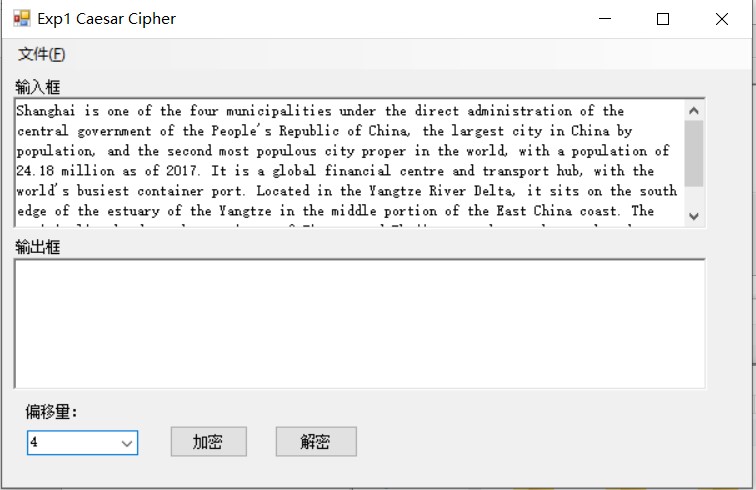 Exp1 Caesar Cipher
文件(F)
输入框
Shanghai is one of the four municipalities under the direct administration of the
central government of the People's Republic of China, the largest city in China by
population, and the second most populous city proper in the world, with a population of
24.18 million as of 2017. It is a global financial centre and transport hub, with the
world's busiest container port. Located in the Yangtze River Delta, it sits on the south
edge of the estuary of the Yangtze in the middle portion of the East China coast. The
输出框
偏移量:
4
加密
解密